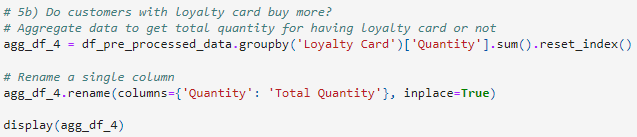 # 5b) Do customers with loyalty card buy more?
# Aggregate data to get total quantity for having loyalty card or not
agg_df_4 = df_pre_processed_data.groupby('Loyalty Card')['Quantity'].sum().reset_index()
# Rename a single column
agg_df_4.rename(columns={'Quantity': 'Total Quantity'}, inplace=True)
display(agg_df_4)